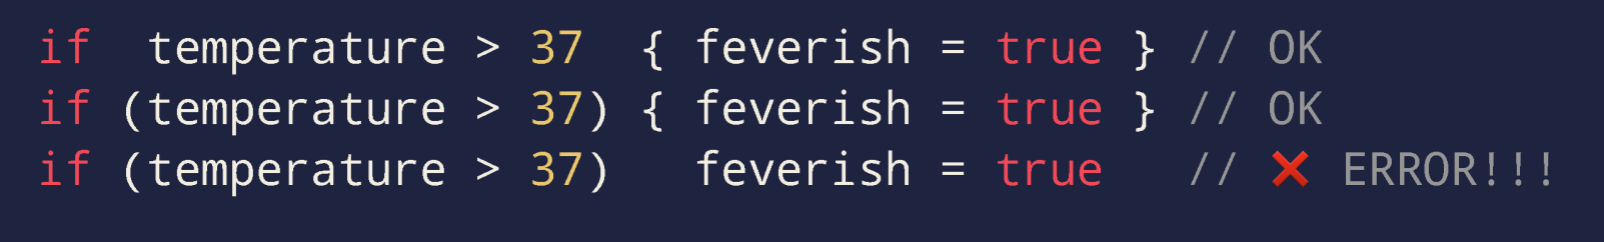 if  temperature > 37  { feverish = true } // OK
if (temperature > 37) { feverish = true } // OK
if (temperature > 37)   feverish = true   // ❌ ERROR!!!